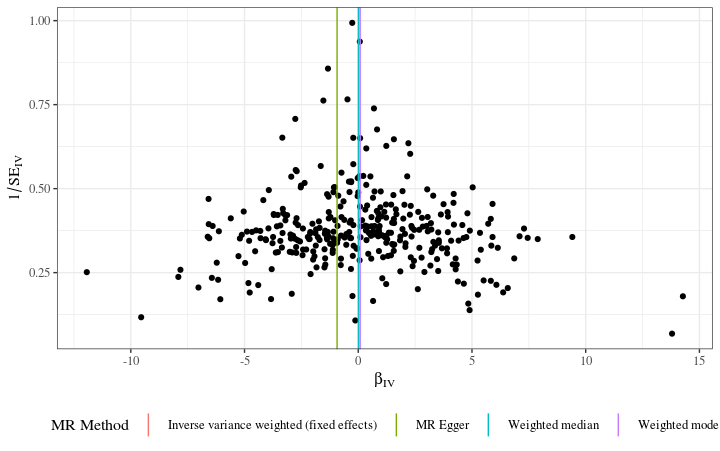 1.00
0.75
0.50
0.25
1/SE_IV
-10
-5
0
5
10
15
β_IV
MR Method
Inverse variance weighted (fixed effects)
MR Egger
Weighted median
Weighted mode